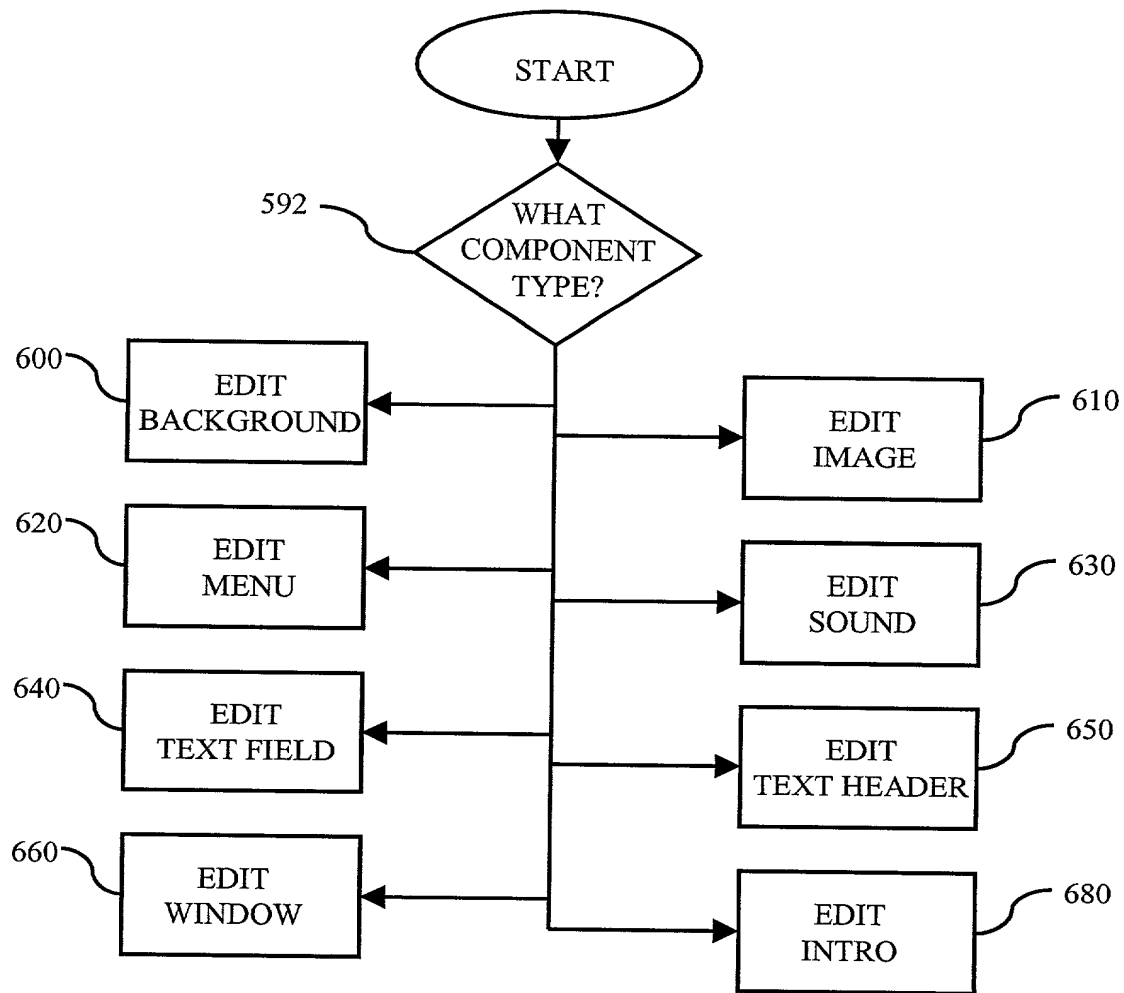 START
592
WHAT
COMPONENT
TYPE?
600
EDIT
BACKGROUND
EDIT
IMAGE
610
620
EDIT
MENU
EDIT
SOUND
630
640
EDIT
TEXT FIELD
EDIT
TEXT HEADER
650
660
EDIT
WINDOW
EDIT
INTRO
680